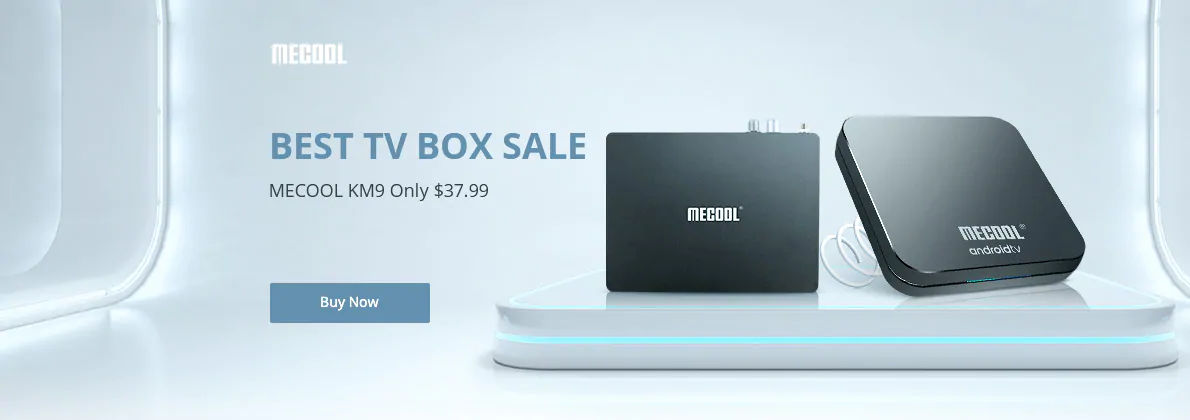 MECOOL
BEST TV BOX SALE
MECOOL KM9 Only $37.99
Buy Now
MECOOL®
MECOOL®
androidtv